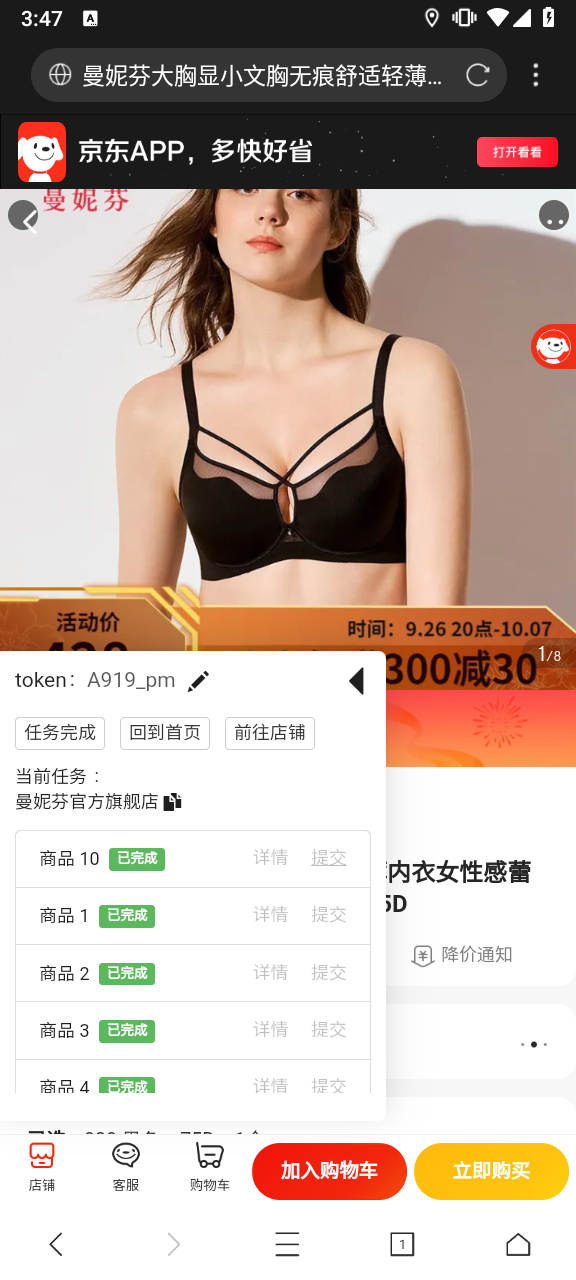 3:47
A
曼妮芬大胸显小文胸无痕舒适轻薄...
京东APP，多快好省
打开看看
曼妮芬
活动价
时间：9.26 20点-10.07
300减30
1/8
token： A919_pm
任务完成
回到首页
前往店铺
当前任务：
曼妮芬官方旗舰店
商品 10 已完成 详情 提交
商品 1 已完成 详情 提交
商品 2 已完成 详情 提交
商品 3 已完成 详情 提交
商品 4 已完成 详情 提交
内衣女性感蕾
5D
降价通知
店铺
客服
购物车
加入购物车
立即购买
1